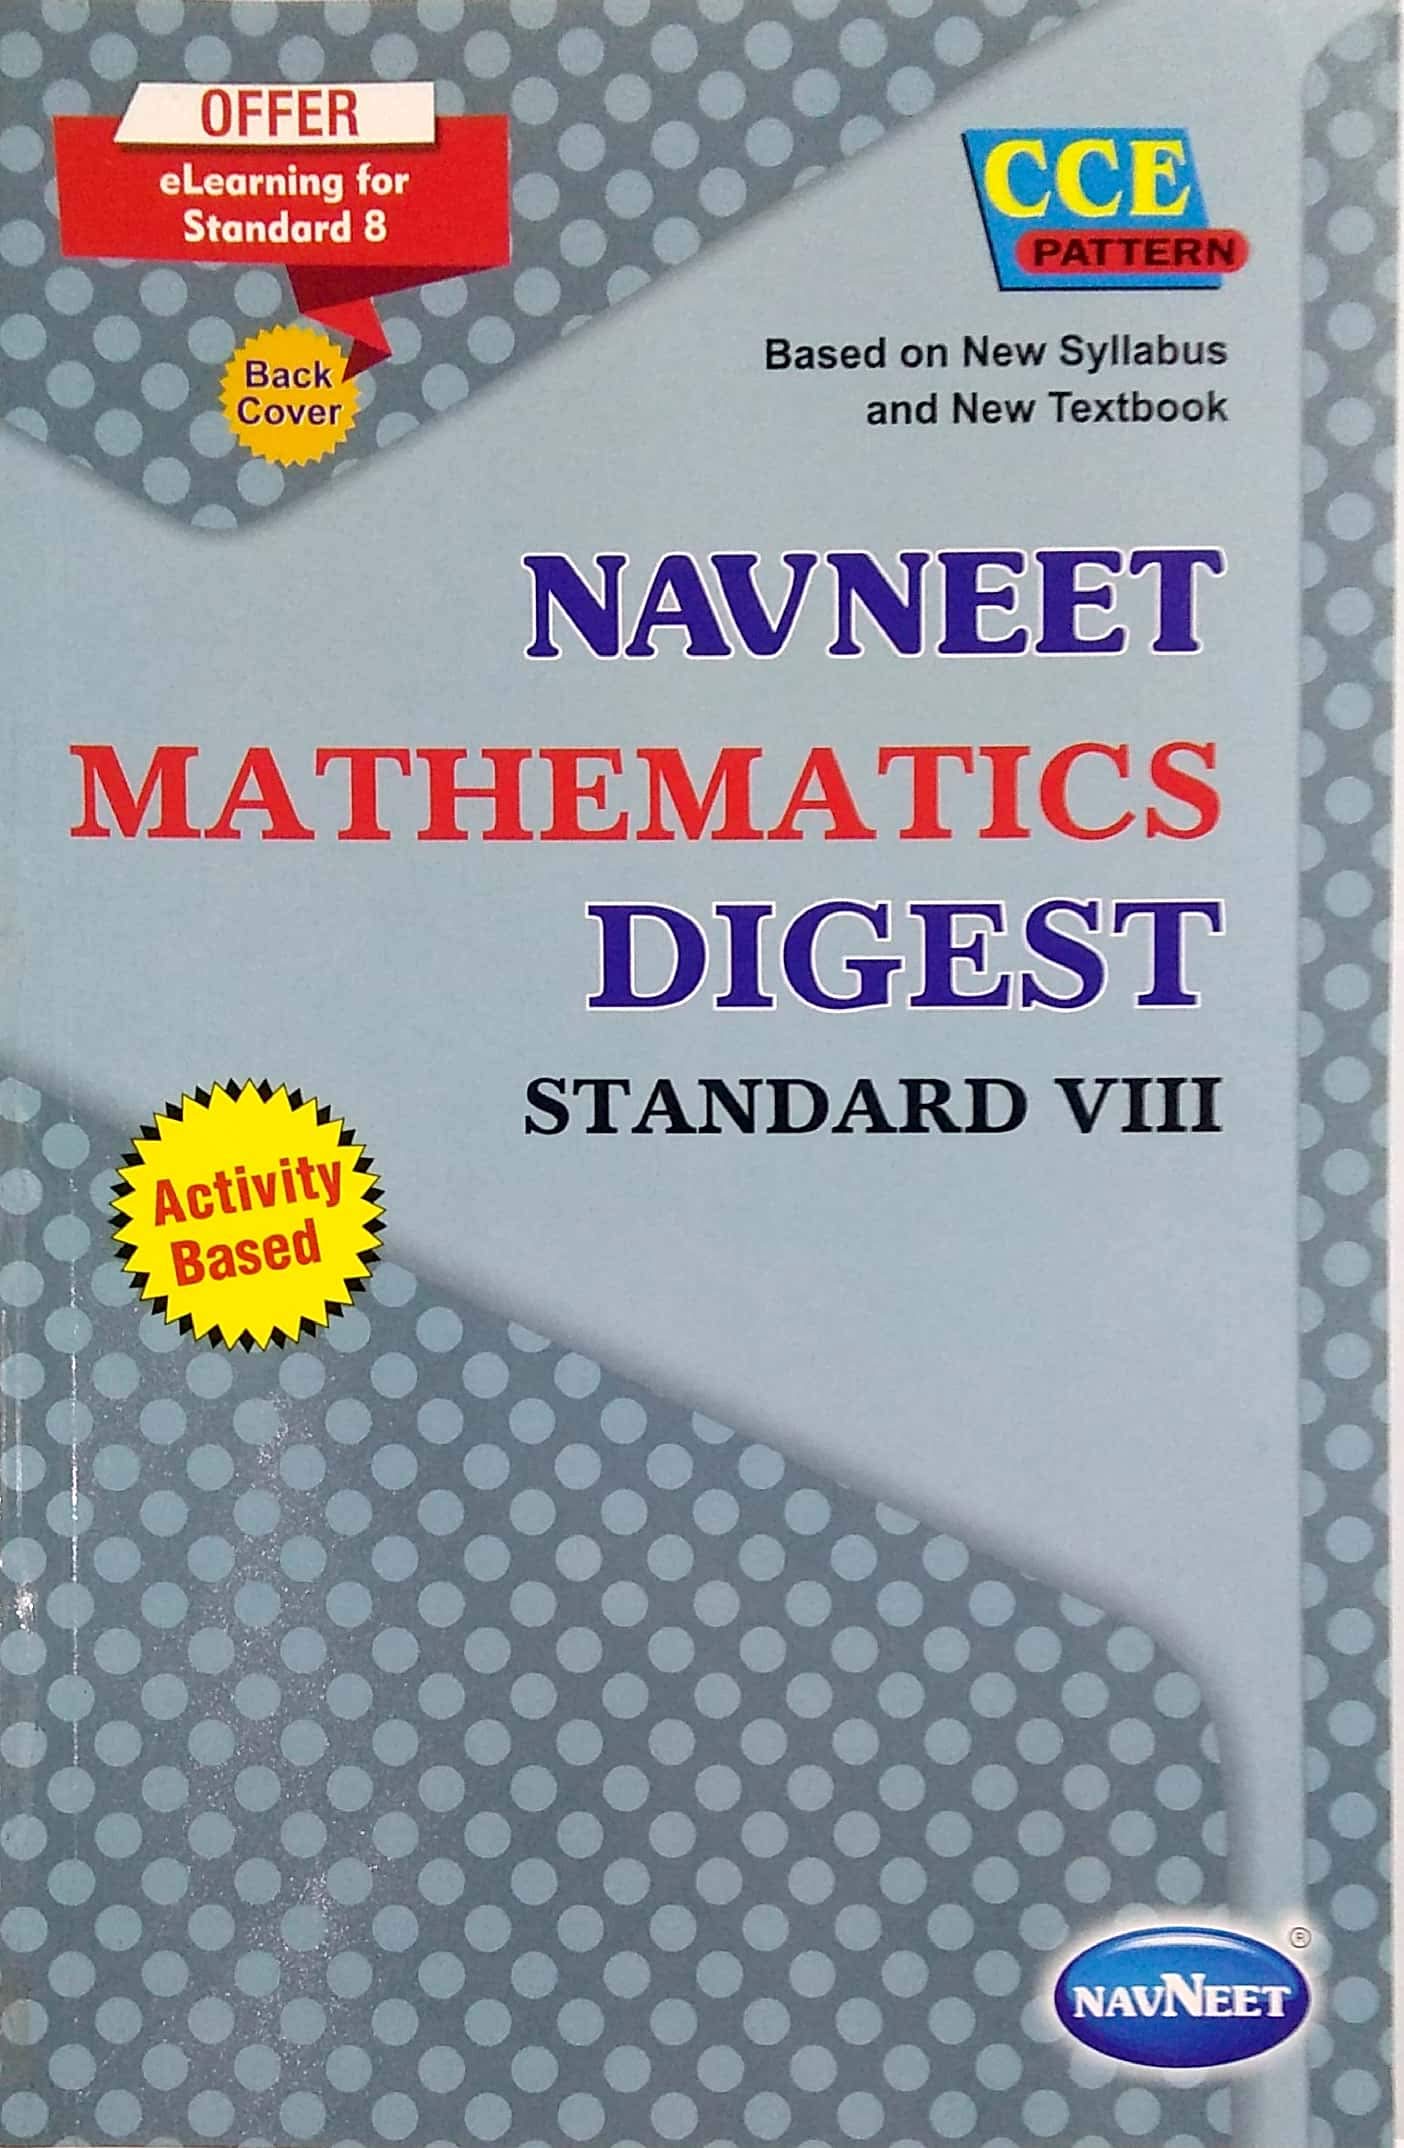 OFFER
eLearning for
Standard 8
Back
Cover
CCE
PATTERN
Based on New Syllabus
and New Textbook
NAVNEET
MATHEMATICS
DIGEST
STANDARD VIII
Activity
Based
NAVNEET ®